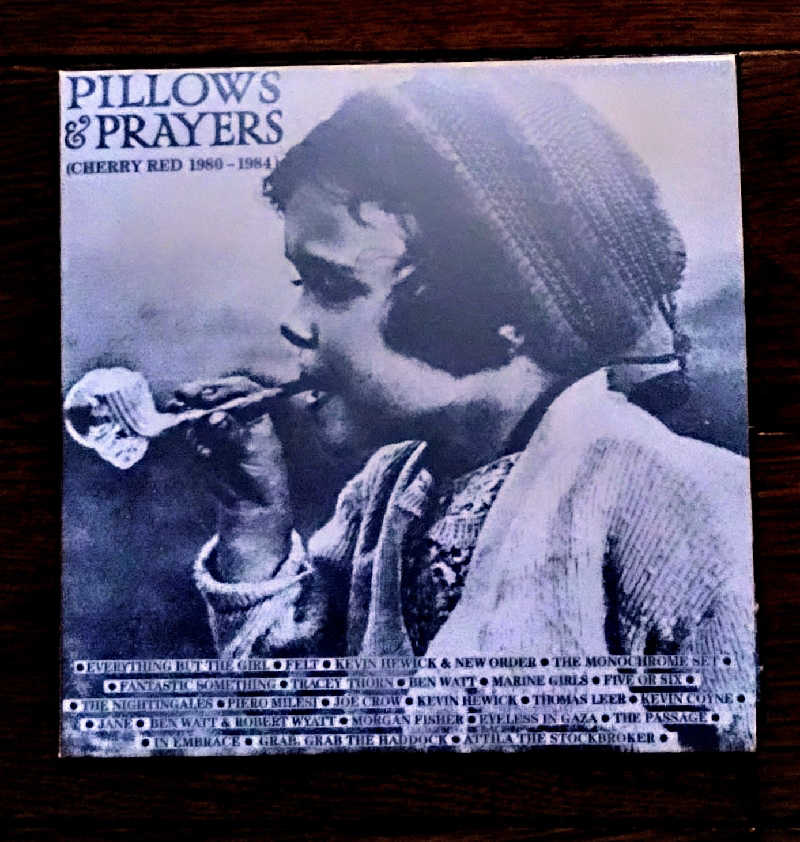 PILLOWS
& PRAYERS
(CHERRY RED 1980 – 1984)
● EVERYTHING BUT THE GIRL ● FELT ● KEVIN HEWICK & NEW ORDER ● THE MONOCHROME SET ●
● FANTASTIC SOMETHING ● TRACEY THORN ● BEN WATT ● MARINE GIRLS ● FIVE OR SIX ●
● THE NIGHTINGALES ● PIERO MILESI ● JOE CROW ● KEVIN HEWICK ● THOMAS LEER ● KEVIN COYNE ●
● JANE ● BEN WATT & ROBERT WYATT ● MORGAN FISHER ● EYELESS IN GAZA ● THE PASSAGE ●
● IN EMBRACE ● GRAB, GRAB THE HADDOCK ● ATTILA THE STOCKBROKER ●